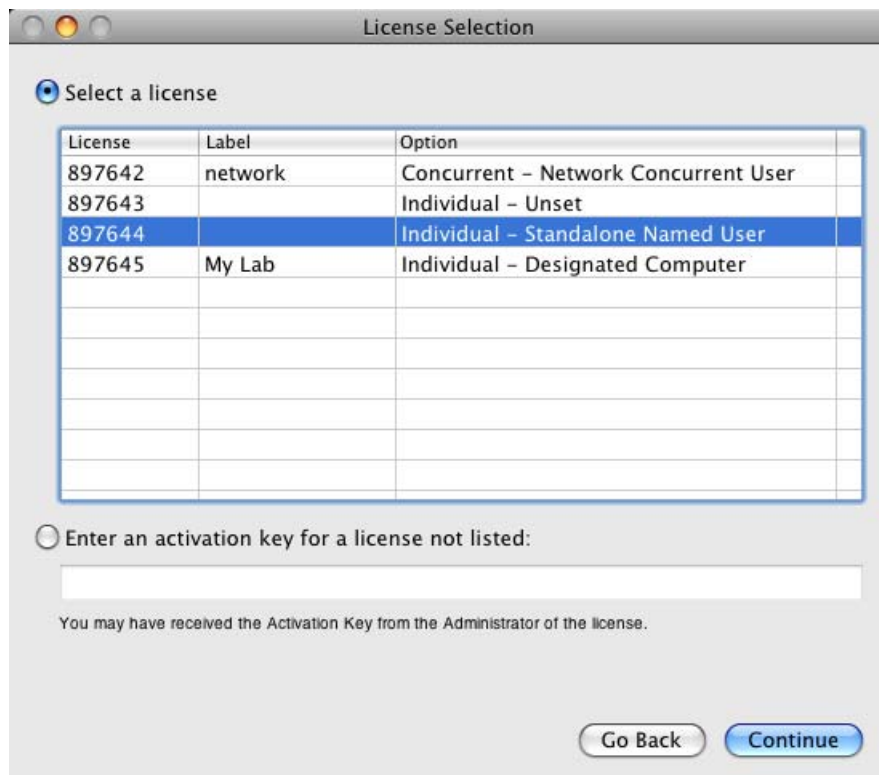 License Selection
Select a license
License Label Option
897642 network Concurrent – Network Concurrent User
897643 Individual – Unset
897644 Individual – Standalone Named User
897645 My Lab Individual – Designated Computer
Enter an activation key for a license not listed:
You may have received the Activation Key from the Administrator of the license.
Go Back Continue